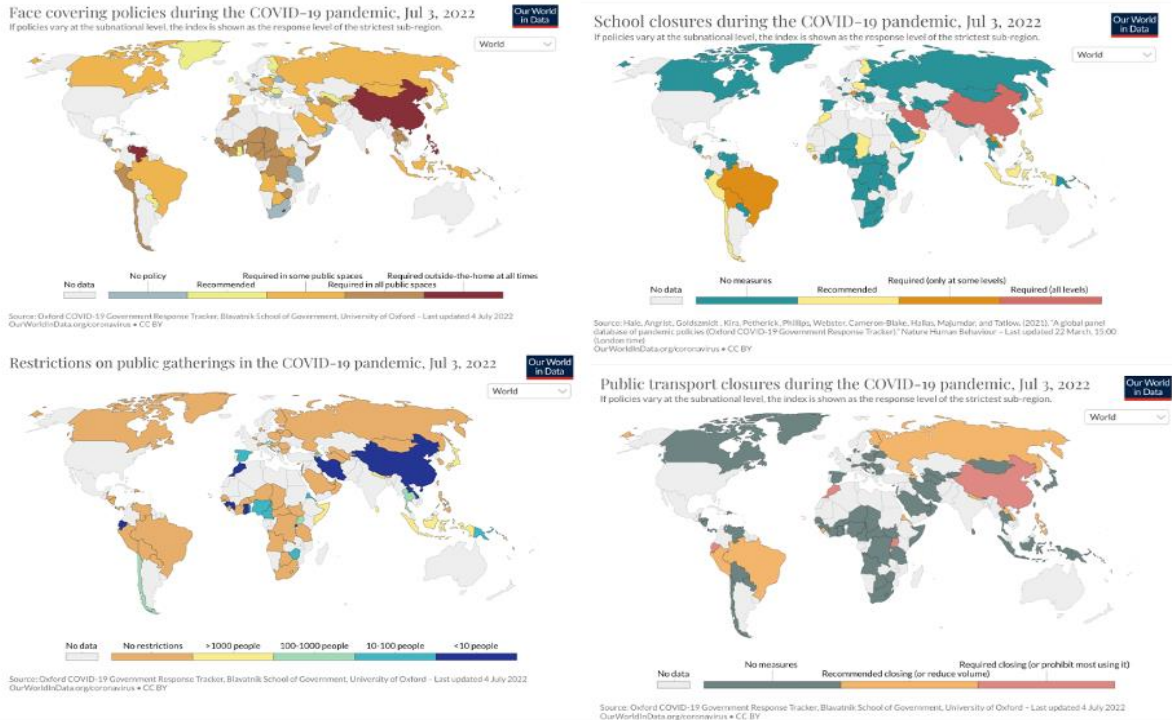 Face covering policies during the COVID-19 pandemic, Jul 3, 2022
If policies vary at the subnational level, the index is shown as the response level of the strictest sub-region.
Our World
in Data
World
No data
No policy
Recommended
Required in some public spaces
Required in all public spaces
Required outside-the-home at all times
Source: Oxford COVID-19 Government Response Tracker, Blavatnik School of Government, University of Oxford – Last updated 4 July 2022
OurWorldInData.org/coronavirus • CC BY
School closures during the COVID-19 pandemic, Jul 3, 2022
If policies vary at the subnational level, the index is shown as the response level of the strictest sub-region.
Our World
in Data
World
No data
No measures
Recommended
Required (only at some levels)
Required (all levels)
Source: Hale, Angrist, Goldszmidt, Kira, Petherick, Phillips, Webster, Cameron-Blake, Hallas, Majumdar, and Tatlow. (2021). "A global panel
database of pandemic policies (Oxford COVID-19 Government Response Tracker)." Nature Human Behaviour – Last updated 22 March, 15:00
(London time)
OurWorldInData.org/coronavirus • CC BY
Restrictions on public gatherings in the COVID-19 pandemic, Jul 3, 2022
Our World
in Data
World
No data
No restrictions
>1000 people
100-1000 people
10-100 people
<10 people
Source: Oxford COVID-19 Government Response Tracker, Blavatnik School of Government, University of Oxford – Last updated 4 July 2022
OurWorldInData.org/coronavirus • CC BY
Public transport closures during the COVID-19 pandemic, Jul 3, 2022
If policies vary at the subnational level, the index is shown as the response level of the strictest sub-region.
Our World
in Data
World
No data
No measures
Recommended closing (or reduce volume)
Required closing (or prohibit most using it)
Source: Oxford COVID-19 Government Response Tracker, Blavatnik School of Government, University of Oxford – Last updated 4 July 2022
OurWorldInData.org/coronavirus • CC BY